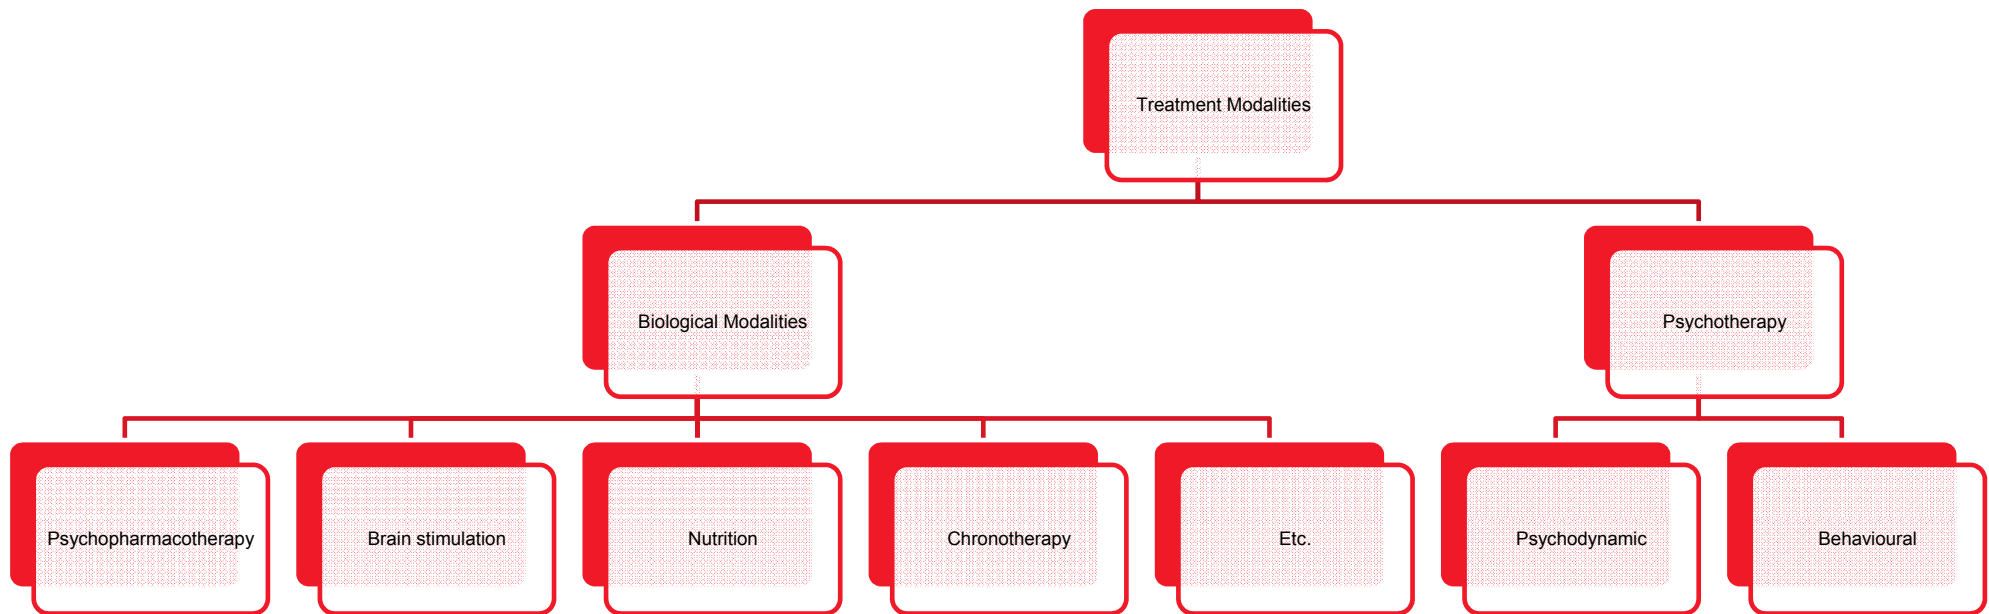 Treatment Modalities
Biological Modalities
Psychotherapy
Psychopharmacotherapy
Brain stimulation
Nutrition
Chronotherapy
Etc.
Psychodynamic
Behavioural